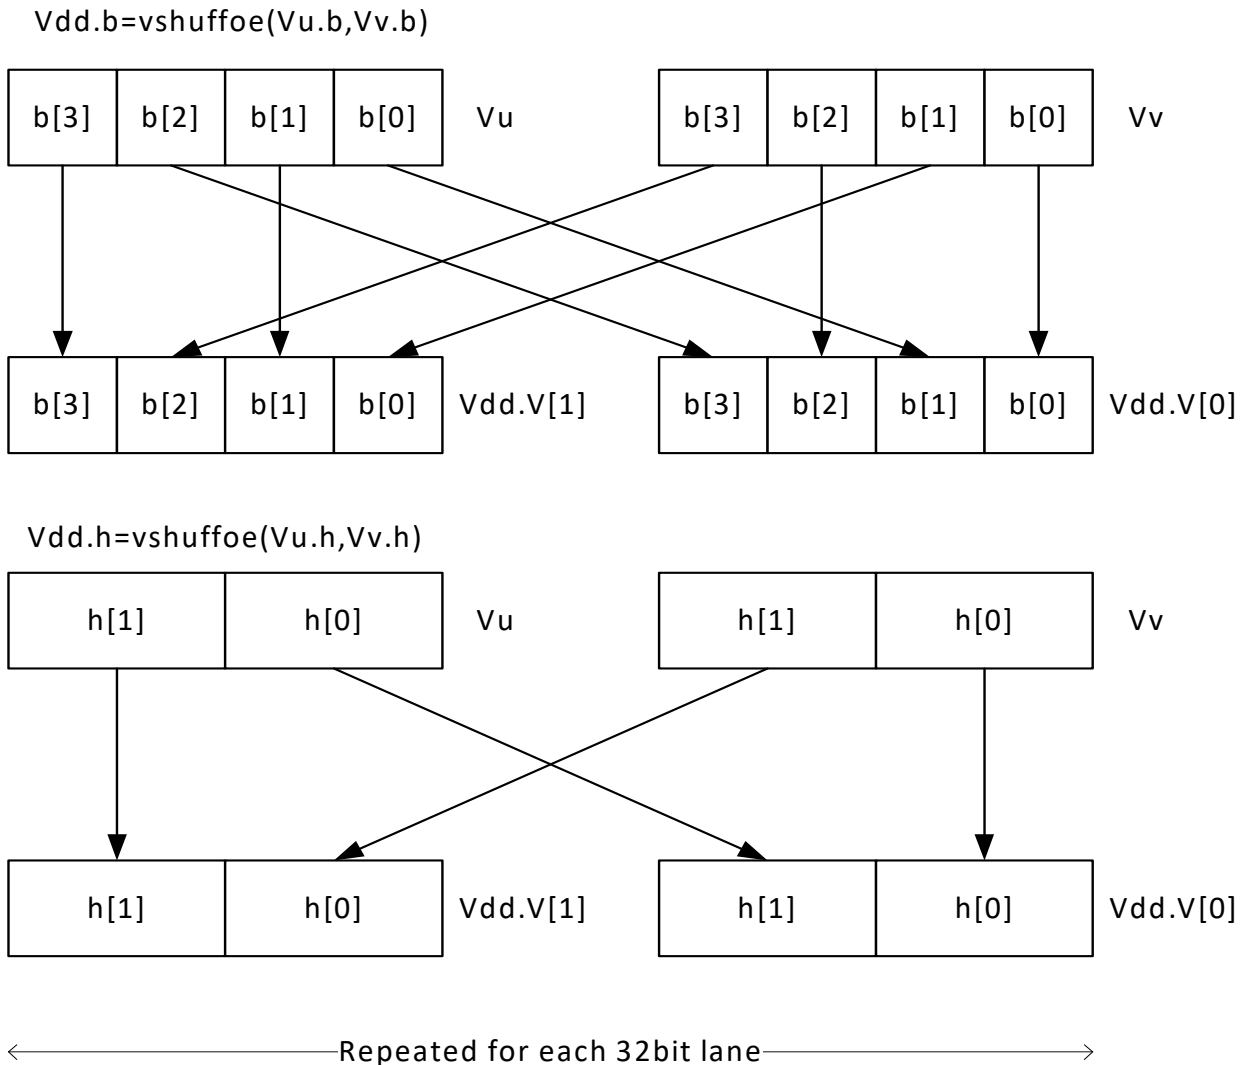 Vdd.b=vshuffoe(Vu.b,Vv.b)
b[3] b[2] b[1] b[0] Vu b[3] b[2] b[1] b[0] Vv
b[3] b[2] b[1] b[0] Vdd.V[1] b[3] b[2] b[1] b[0] Vdd.V[0]
Vdd.h=vshuffoe(Vu.h,Vv.h)
h[1] h[0] Vu h[1] h[0] Vv
h[1] h[0] Vdd.V[1] h[1] h[0] Vdd.V[0]
Repeated for each 32bit lane